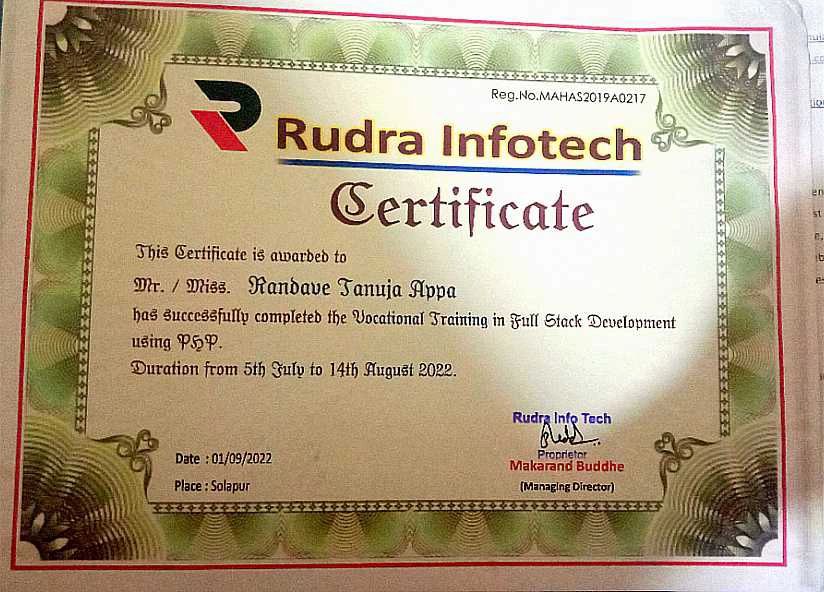 Reg.No.MAHAS2019A0217
Rudra Infotech
Certificate
This Certificate is awarded to
Mr. / Miss. Randave Tanuja Appa
has successfully completed the Vocational Training in Full Stack Development
using PHP.
Duration from 5th July to 14th August 2022.
Rudra Info Tech
Proprietor
Date : 01/09/2022
Makarand Buddhe
Place : Solapur
(Managing Director)